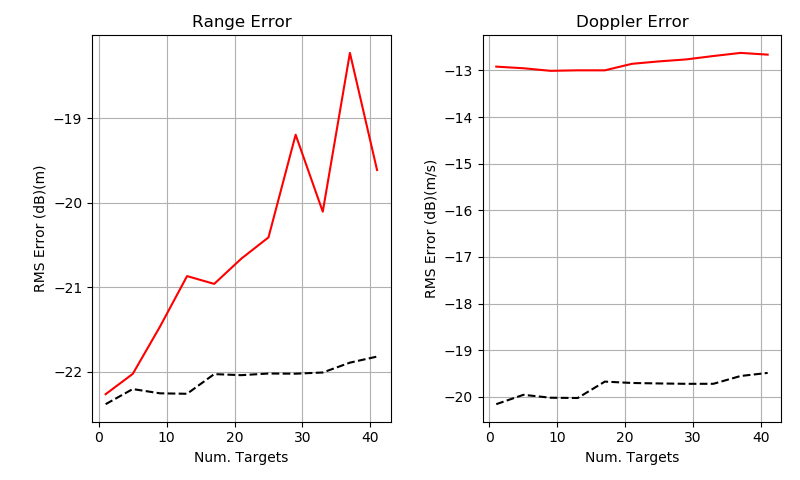 Range Error
RMS Error (dB)(m)
−19
−20
−21
−22
0 10 20 30 40
Num. Targets
Doppler Error
RMS Error (dB)(m/s)
−13
−14
−15
−16
−17
−18
−19
−20
0 10 20 30 40
Num. Targets